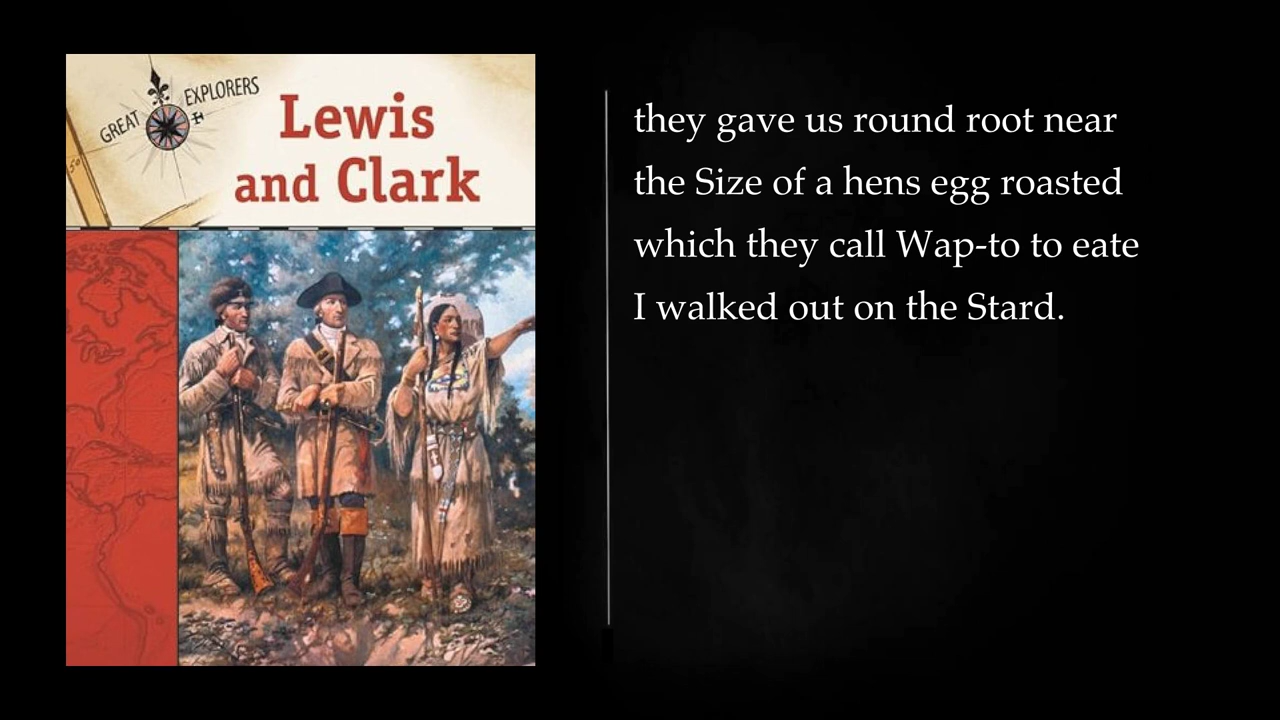 GREAT EXPLORERS
Lewis
and Clark
50
they gave us round root near
the Size of a hens egg roasted
which they call Wap-to to eate
I walked out on the Stard.